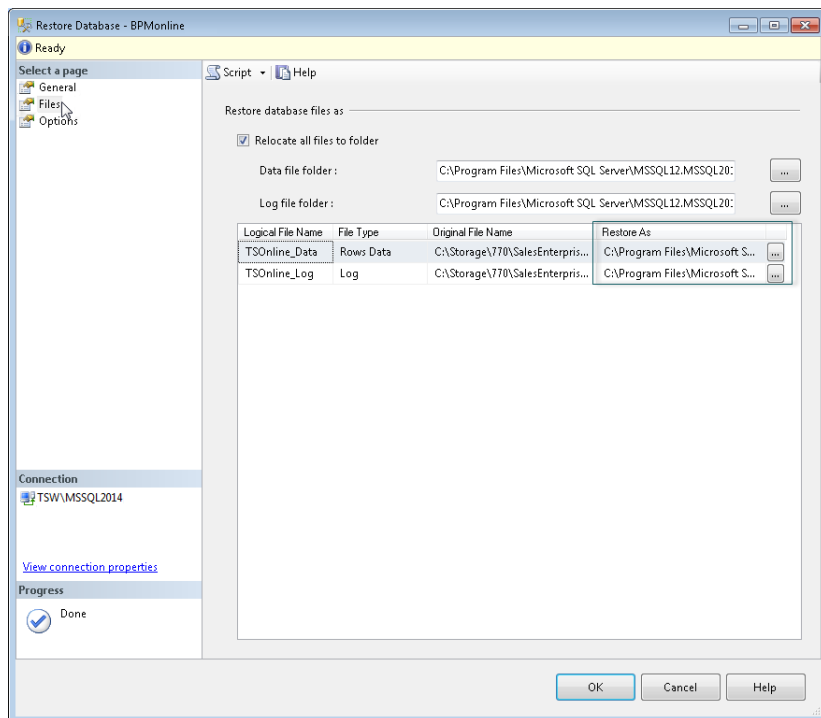 Restore Database - BPMonline
Ready
Select a page
General
Files
Options
Script Help
Restore database files as
Relocate all files to folder
Data file folder : C:\Program Files\Microsoft SQL Server\MSSQL12.MSSQL20: ...
Log file folder : C:\Program Files\Microsoft SQL Server\MSSQL12.MSSQL20: ...
Logical File Name File Type Original File Name Restore As
TSOnline_Data Rows Data C:\Storage\770\SalesEnterpris... C:\Program Files\Microsoft S... ...
TSOnline_Log Log C:\Storage\770\SalesEnterpris... C:\Program Files\Microsoft S... ...
Connection
TSW\MSSQL2014
View connection properties
Progress
Done
OK Cancel Help